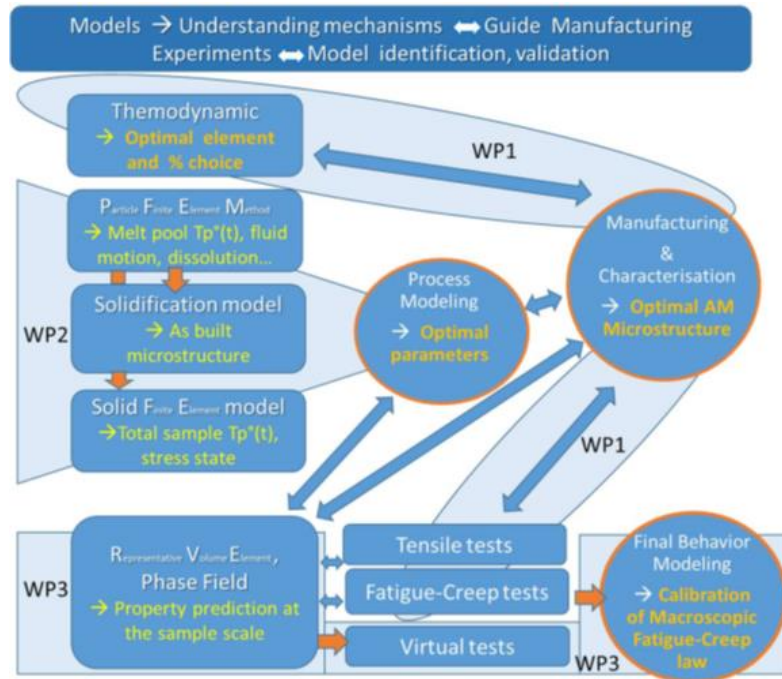 Models → Understanding mechanisms ⇔ Guide Manufacturing
Experiments ⇔ Model identification, validation
Themodynamic
→ Optimal element
and % choice
WP1
Particle Finite Element Method
→ Melt pool Tp°(t), fluid
motion, dissolution...
Manufacturing
&
Characterisation
→ Optimal AM
Microstructure
Process
Modeling
→ Optimal
parameters
WP2
Solidification model
→ As built
microstructure
Solid Finite Element model
→Total sample Tp°(t),
stress state
WP1
WP3
Representative Volume Element,
Phase Field
→ Property prediction at
the sample scale
Tensile tests
Fatigue-Creep tests
Virtual tests
Final Behavior
Modeling
→ Calibration
of Macroscopic
Fatigue-Creep
law
WP3